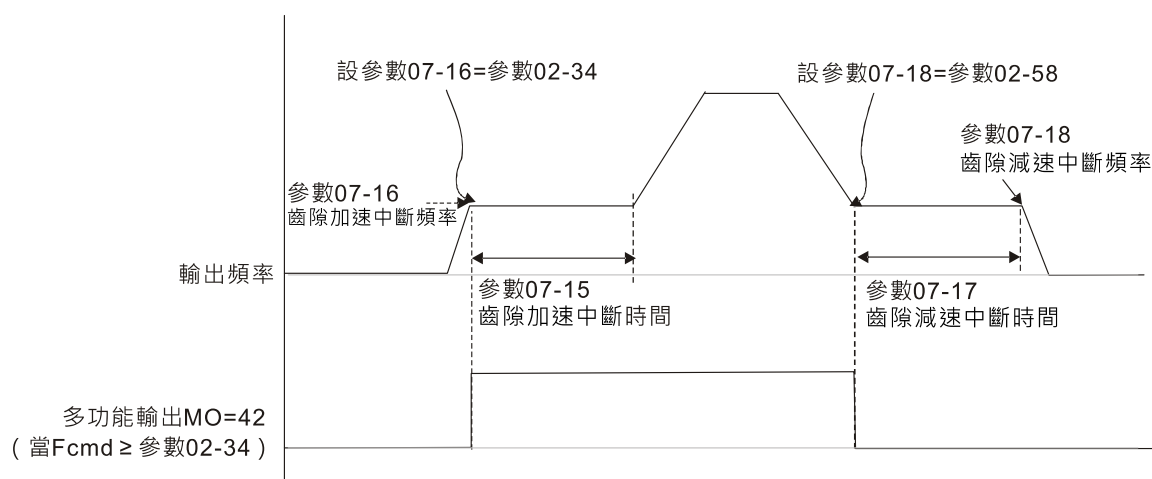 設參數07-16=參數02-34
設參數07-18=參數02-58
參數07-18
齒隙減速中斷頻率
參數07-16
齒隙加速中斷頻率
輸出頻率
參數07-15
齒隙加速中斷時間
參數07-17
齒隙減速中斷時間
多功能輸出MO=42
(當Fcmd ≥ 參數02-34)